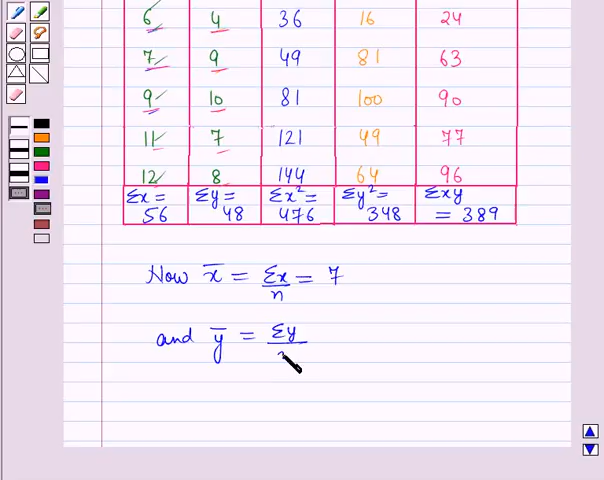 6 4 36 16 24
7 9 49 81 63
9 10 81 100 90
11 7 121 49 77
12 8 144 64 96
Σx = 56 Σy = 48 Σx² = 476 Σy² = 348 Σxy = 389
Now x̄ = Σx/n = 7
and ȳ = Σy